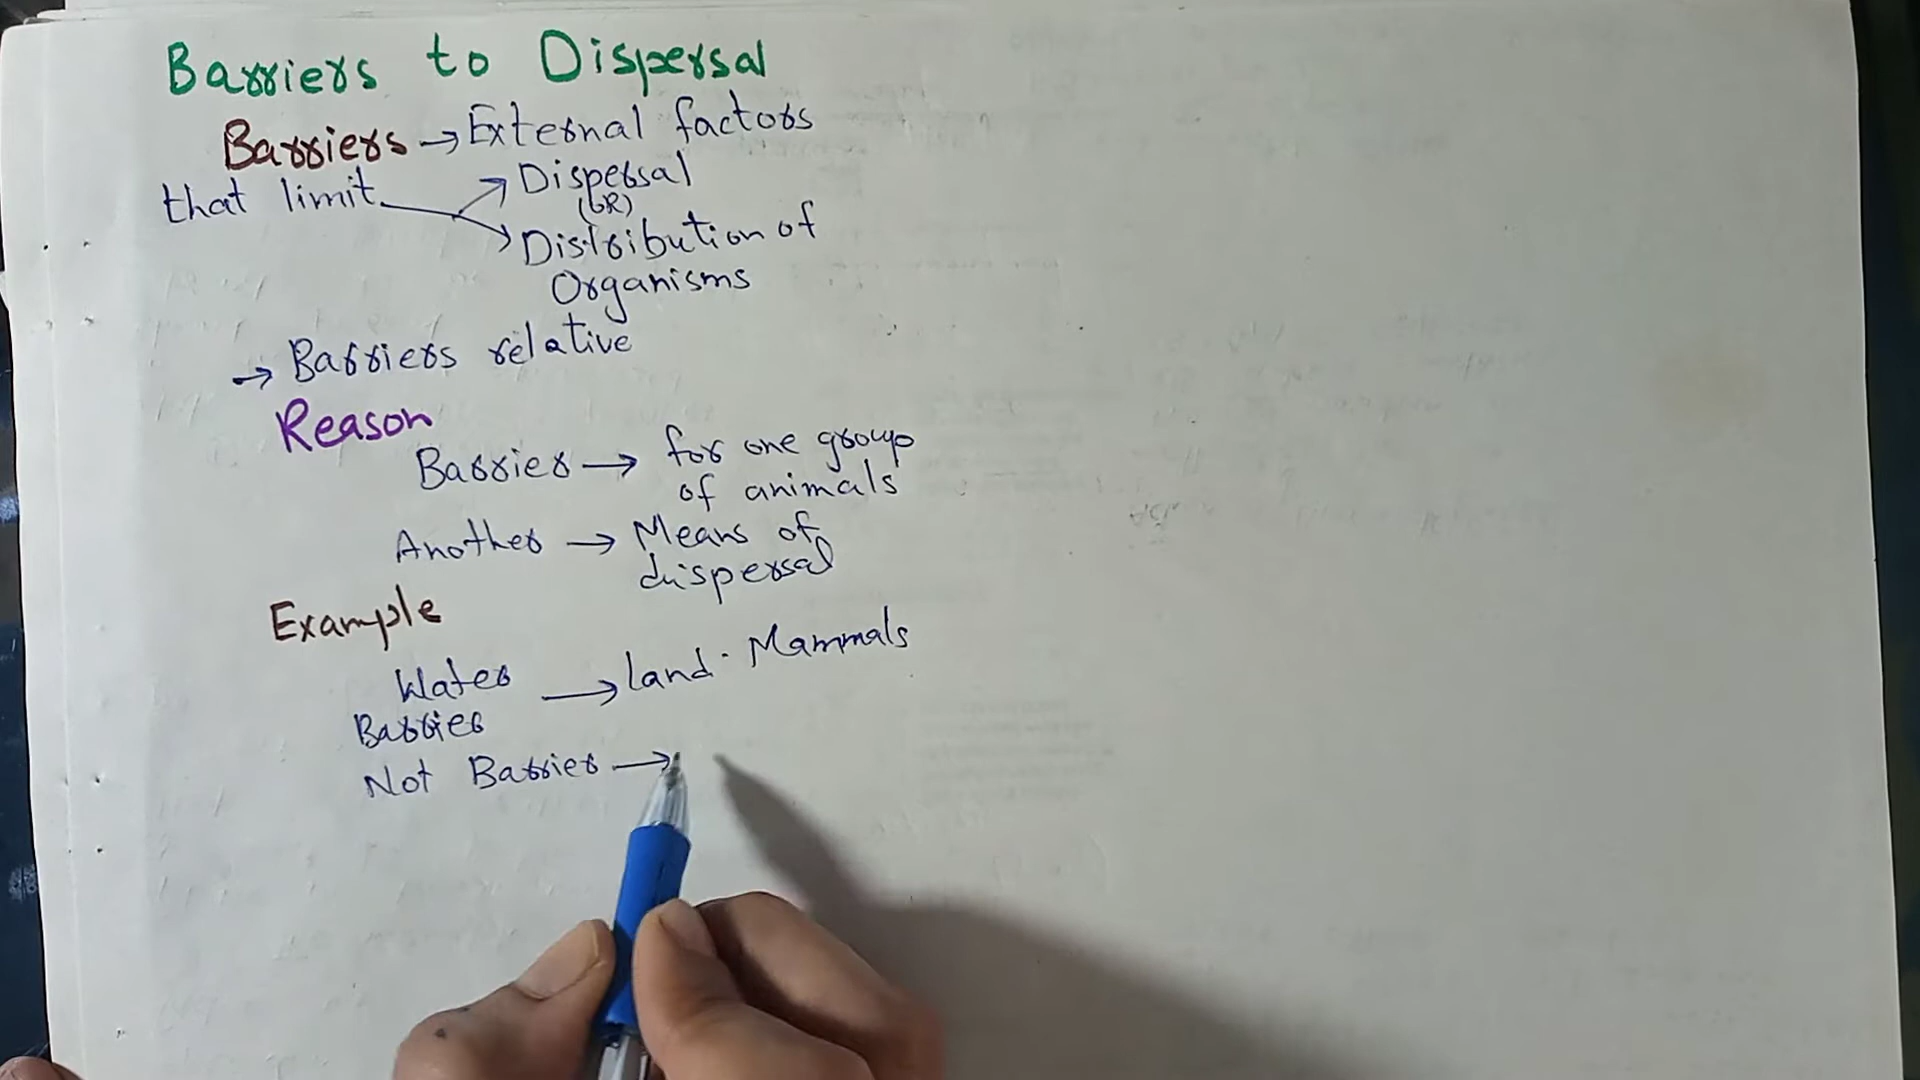 Barriers to Dispersal
Barriers → External factors
that limit → Dispersal
(OR)
→ Distribution of
Organisms
→ Barriers relative
Reason
Barrier → for one group
of animals
Another → Means of
dispersal
Example
Water → land. Mammals
Barrier
Not Barrier →